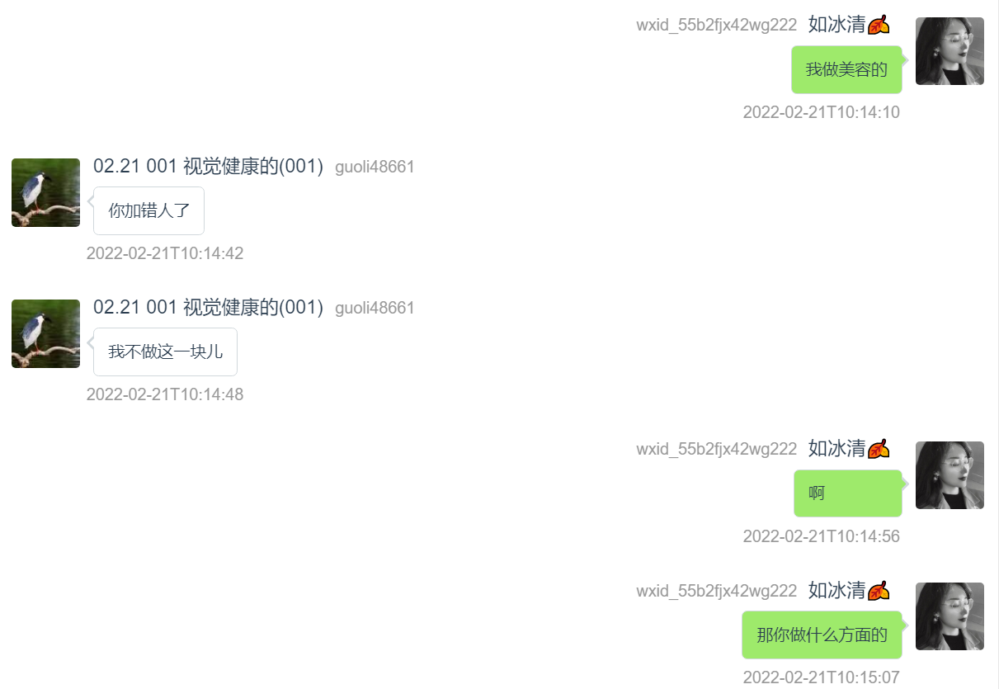 wxid_55b2fjx42wg222 如冰清🍂
我做美容的
2022-02-21T10:14:10
02.21 001 视觉健康的(001) guoli48661
你加错人了
2022-02-21T10:14:42
02.21 001 视觉健康的(001) guoli48661
我不做这一块儿
2022-02-21T10:14:48
wxid_55b2fjx42wg222 如冰清🍂
啊
2022-02-21T10:14:56
wxid_55b2fjx42wg222 如冰清🍂
那你做什么方面的
2022-02-21T10:15:07